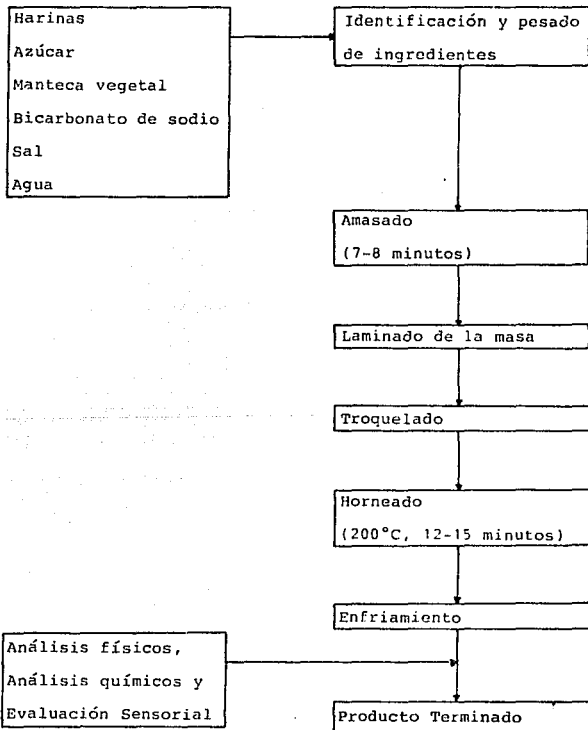 Harinas
Azúcar
Manteca vegetal
Bicarbonato de sodio
Sal
Agua
Identificación y pesado
de ingredientes
Amasado
(7-8 minutos)
Laminado de la masa
Troquelado
Horneado
(200°C, 12-15 minutos)
Enfriamiento
Análisis físicos,
Análisis químicos y
Evaluación Sensorial
Producto Terminado